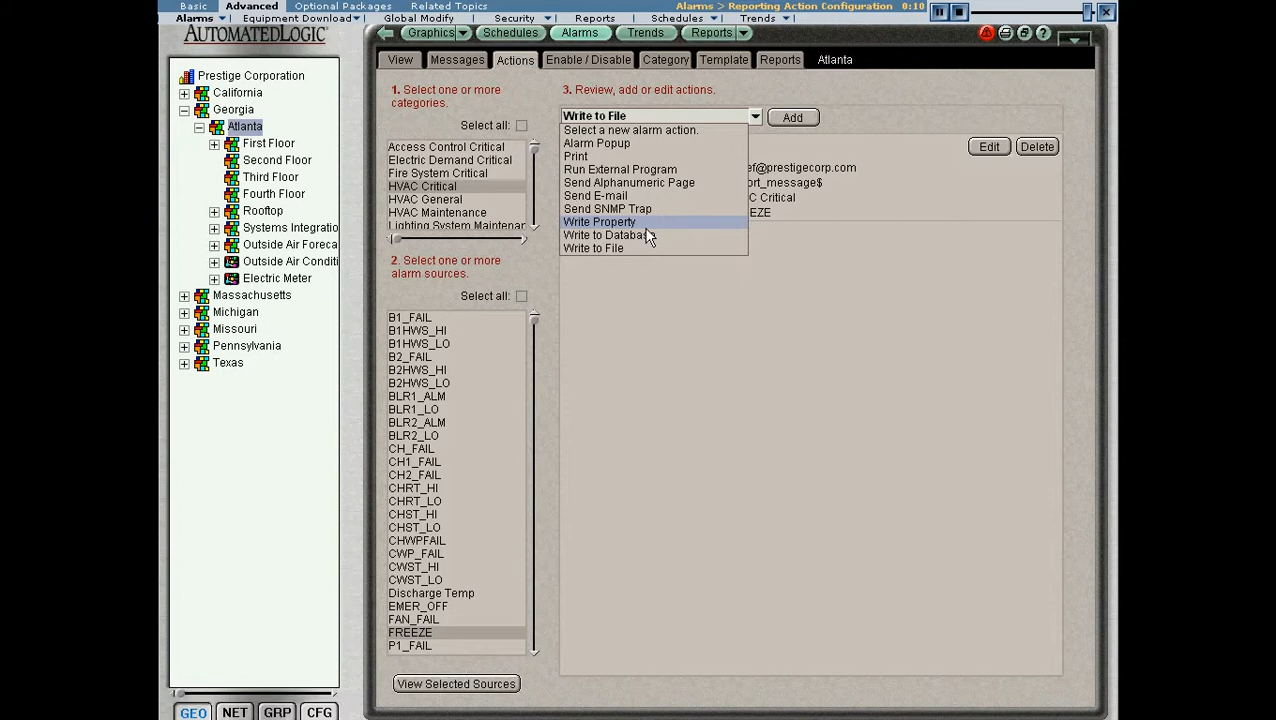 Basic Advanced Optional Packages Related Topics Alarms > Reporting Action Configuration 0:10
Alarms Equipment Download Global Modify Security Reports Schedules Trends
AUTOMATEDLOGIC
Graphics Schedules Alarms Trends Reports
View Messages Actions Enable / Disable Category Template Reports Atlanta
Prestige Corporation
California
Georgia
Atlanta
First Floor
Second Floor
Third Floor
Fourth Floor
Rooftop
Systems Integratio
Outside Air Foreca
Outside Air Conditi
Electric Meter
Massachusetts
Michigan
Missouri
Pennsylvania
Texas
GEO NET GRP CFG
1. Select one or more
categories.
Select all:
Access Control Critical
Electric Demand Critical
Fire System Critical
HVAC Critical
HVAC General
HVAC Maintenance
Lighting System Maintenar
2. Select one or more
alarm sources.
Select all:
B1_FAIL
B1HWS_HI
B1HWS_LO
B2_FAIL
B2HWS_HI
B2HWS_LO
BLR1_ALM
BLR1_LO
BLR2_ALM
BLR2_LO
CH_FAIL
CH1_FAIL
CH2_FAIL
CHRT_HI
CHRT_LO
CHST_HI
CHST_LO
CHWPFAIL
CWP_FAIL
CWST_HI
CWST_LO
Discharge Temp
EMER_OFF
FAN_FAIL
FREEZE
P1_FAIL
View Selected Sources
3. Review, add or edit actions.
Write to File Add
Select a new alarm action.
Alarm Popup
Print
Run External Program
Send Alphanumeric Page
Send E-mail
Send SNMP Trap
Write Property
Write to Databas
Write to File
Edit Delete
ef@prestigecorp.com
ort_message$
C Critical
EZE